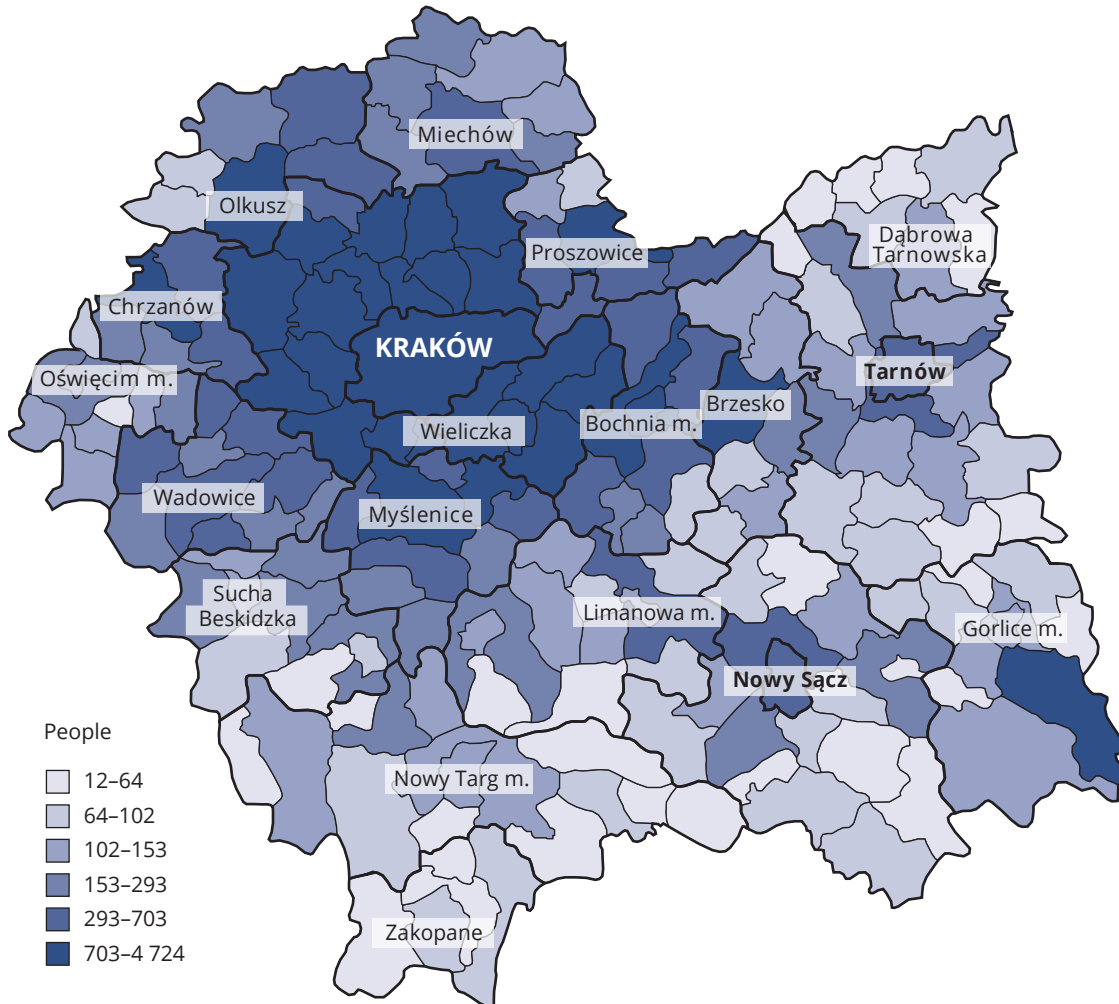 Miechów
Olkusz
Dąbrowa
Tarnowska
Proszowice
Chrzanów
KRAKÓW
Oświęcim m.
Tarnów
Brzesko
Bochnia m.
Wieliczka
Wadowice
Myślenice
Sucha
Beskidzka
Limanowa m.
Gorlice m.
Nowy Sącz
Nowy Targ m.
Zakopane
People
12–64
64–102
102–153
153–293
293–703
703–4 724